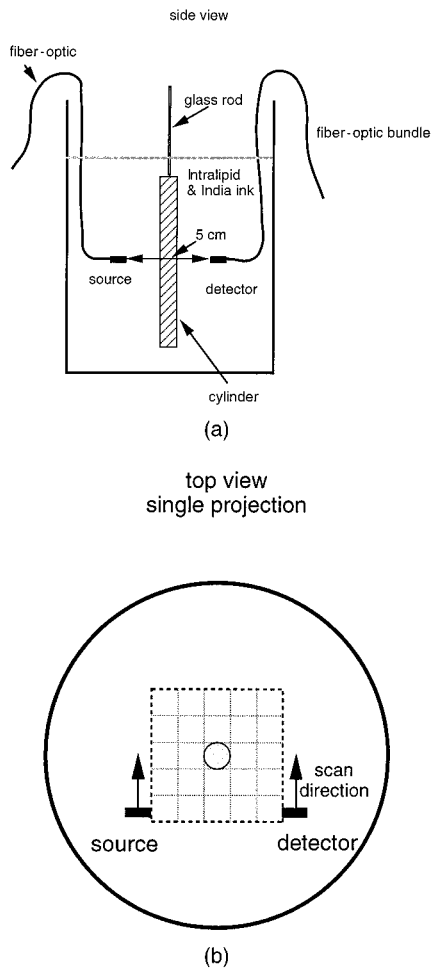 side view
fiber-optic
glass rod
fiber-optic bundle
Intralipid
& India ink
5 cm
source
detector
cylinder
(a)
top view
single projection
scan
direction
source
detector
(b)